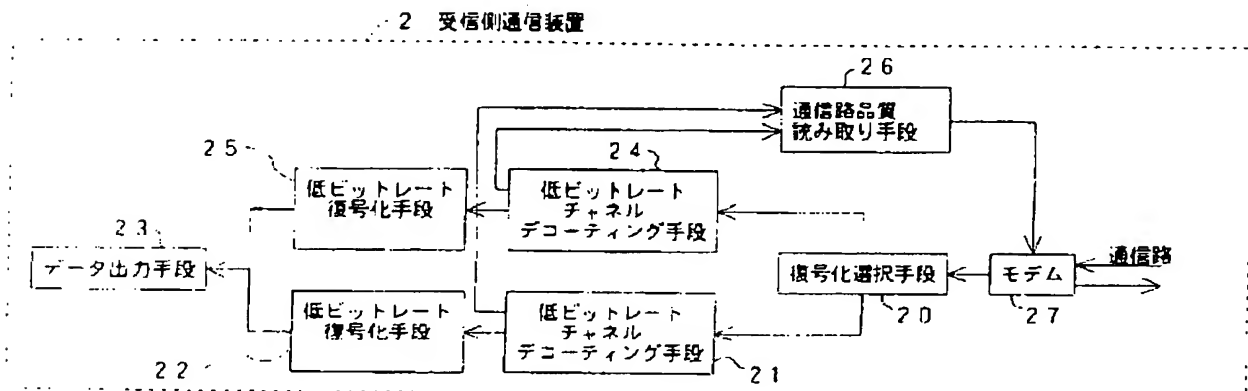 2 受信側通信装置
26
通信路品質
読み取り手段
25
低ビットレート
復号化手段
24
低ビットレート
チャネル
デコーティング手段
23
データ出力手段
復号化選択手段
20
モデム
27
通信路
低ビットレート
復号化手段
22
低ビットレート
チャネル
デコーティング手段
21